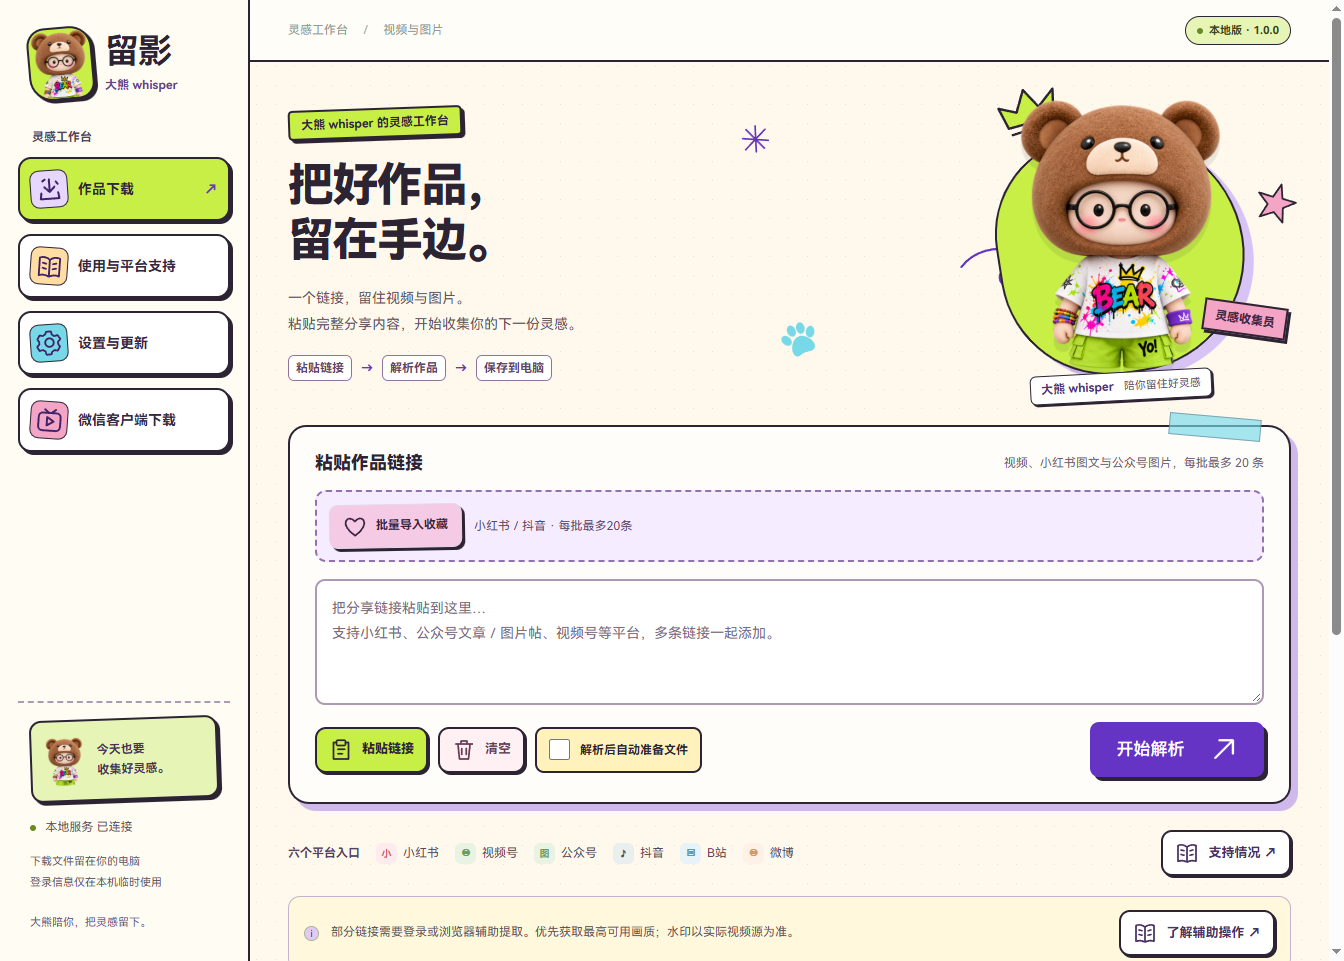 留影
大熊 whisper
灵感工作台
作品下载
使用与平台支持
设置与更新
微信客户端下载
今天也要
收集好灵感。
本地服务 已连接
下载文件留在你的电脑
登录信息仅在本机临时使用
大熊陪你，把灵感留下。
灵感工作台 / 视频与图片
本地版 · 1.0.0
大熊 whisper 的灵感工作台
把好作品，
留在手边。
一个链接，留住视频与图片。
粘贴完整分享内容，开始收集你的下一份灵感。
粘贴链接 → 解析作品 → 保存到电脑
BEAR
Yo!
灵感收集员
大熊 whisper 陪你留住好灵感
粘贴作品链接
视频、小红书图文与公众号图片，每批最多 20 条
批量导入收藏
小红书 / 抖音 · 每批最多20条
把分享链接粘贴到这里...
支持小红书、公众号文章 / 图片帖、视频号等平台，多条链接一起添加。
粘贴链接
清空
解析后自动准备文件
开始解析
六个平台入口 小 小红书 视频号 图 公众号 抖音 B站 微博
支持情况
部分链接需要登录或浏览器辅助提取。优先获取最高可用画质；水印以实际视频源为准。
了解辅助操作